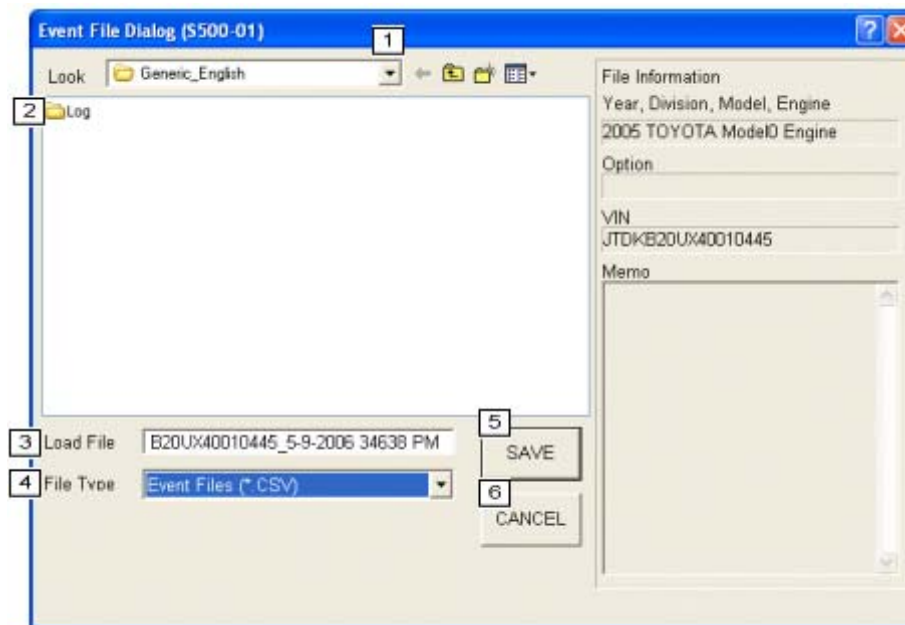 Event File Dialog (S500-01)
1
Look Generic_English
2 Log
3 Load File B20UX40010445_5-9-2006 34638 PM
4 File Type Event Files (*.CSV)
5 SAVE
6 CANCEL
File Information
Year, Division, Model, Engine
2005 TOYOTA Model0 Engine
Option
VIN
JTDKB20UX40010445
Memo